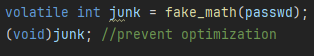 volatile int junk = fake_math(passwd);
(void)junk; //prevent optimization